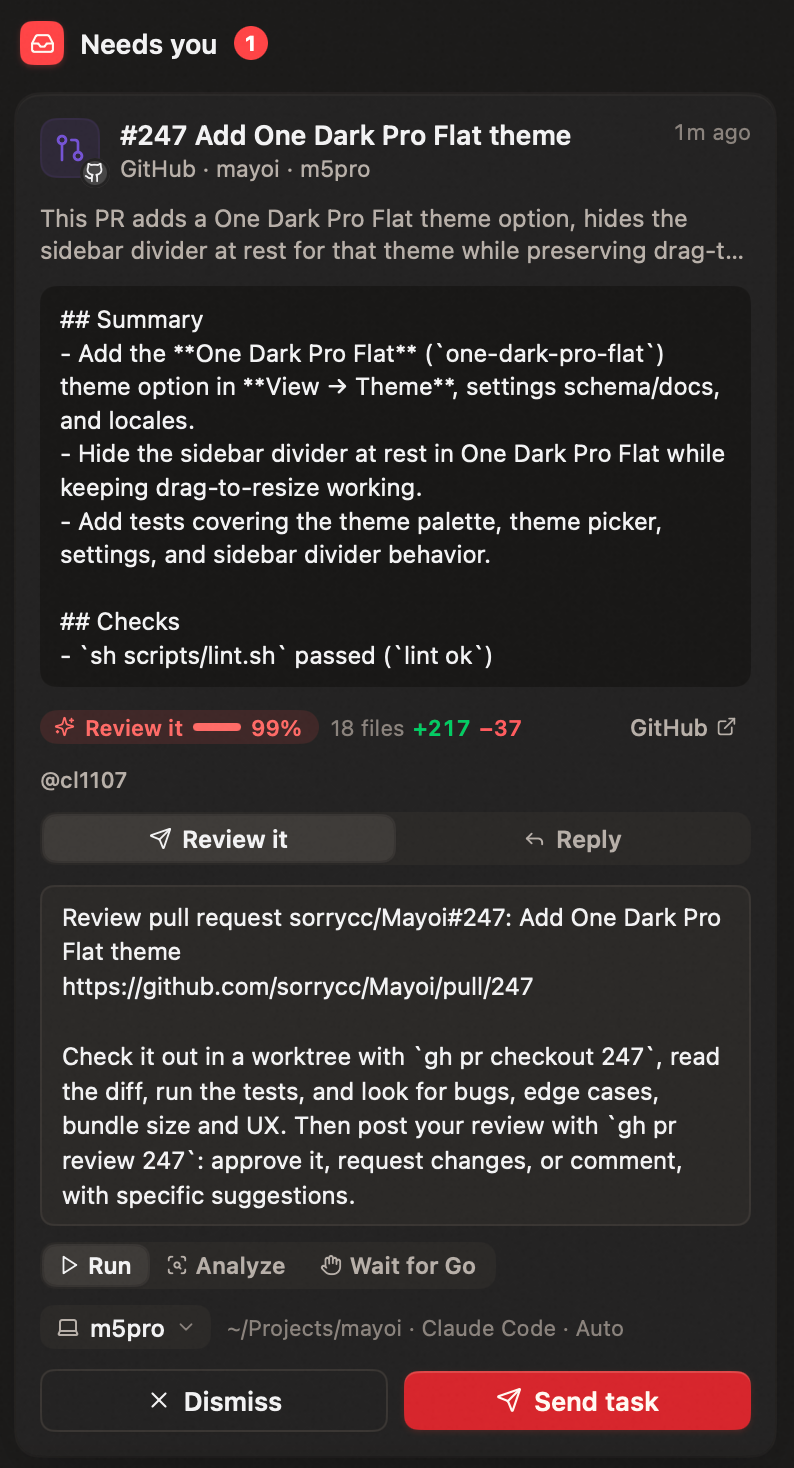 Needs you 1
#247 Add One Dark Pro Flat theme
1m ago
GitHub · mayoi · m5pro
This PR adds a One Dark Pro Flat theme option, hides the
sidebar divider at rest for that theme while preserving drag-t...
## Summary
- Add the **One Dark Pro Flat** (`one-dark-pro-flat`)
theme option in **View → Theme**, settings schema/docs,
and locales.
- Hide the sidebar divider at rest in One Dark Pro Flat while
keeping drag-to-resize working.
- Add tests covering the theme palette, theme picker,
settings, and sidebar divider behavior.
## Checks
- `sh scripts/lint.sh` passed (`lint ok`)
Review it 99% 18 files +217 −37 GitHub
@cl1107
Review it Reply
Review pull request sorrycc/Mayoi#247: Add One Dark Pro
Flat theme
https://github.com/sorrycc/Mayoi/pull/247
Check it out in a worktree with `gh pr checkout 247`, read
the diff, run the tests, and look for bugs, edge cases,
bundle size and UX. Then post your review with `gh pr
review 247`: approve it, request changes, or comment,
with specific suggestions.
Run Analyze Wait for Go
m5pro ~/Projects/mayoi · Claude Code · Auto
Dismiss Send task